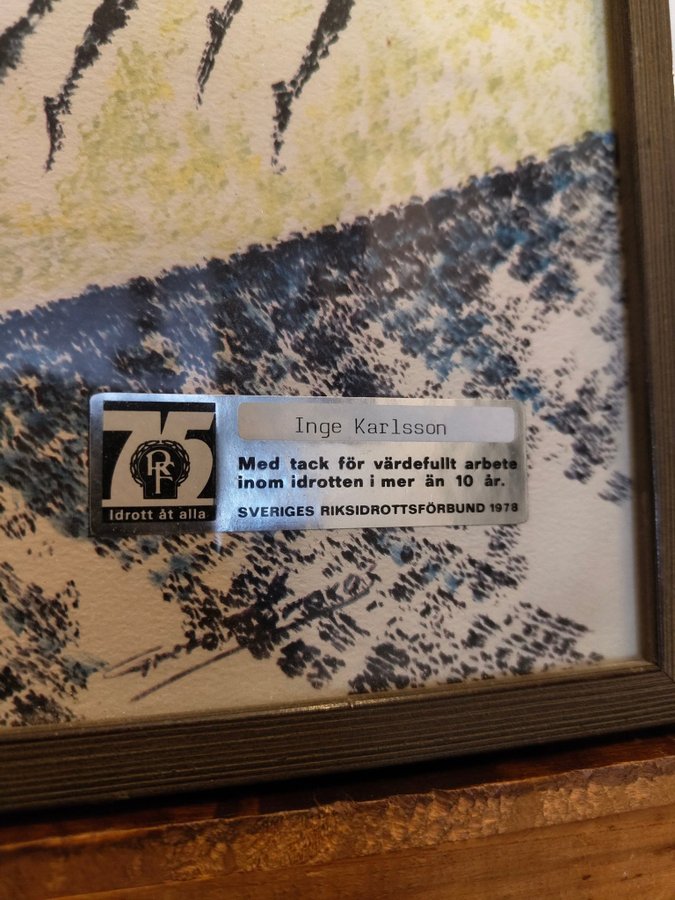 75
RF
Idrott åt alla
Inge Karlsson
Med tack för värdefullt arbete
inom idrotten i mer än 10 år.
SVERIGES RIKSIDROTTSFÖRBUND 1978